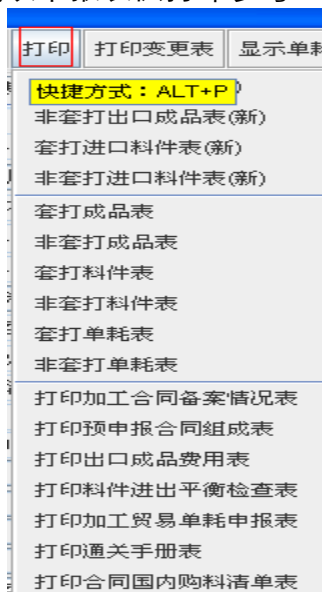 打印 打印变更表 显示单耗
快捷方式：ALT+P )
非套打出口成品表(新)
套打进口料件表(新)
非套打进口料件表(新)
套打成品表
非套打成品表
套打料件表
非套打料件表
套打单耗表
非套打单耗表
打印加工合同备案情况表
打印预申报合同组成表
打印出口成品费用表
打印料件进出平衡检查表
打印加工贸易单耗申报表
打印通关手册表
打印合同国内购料清单表